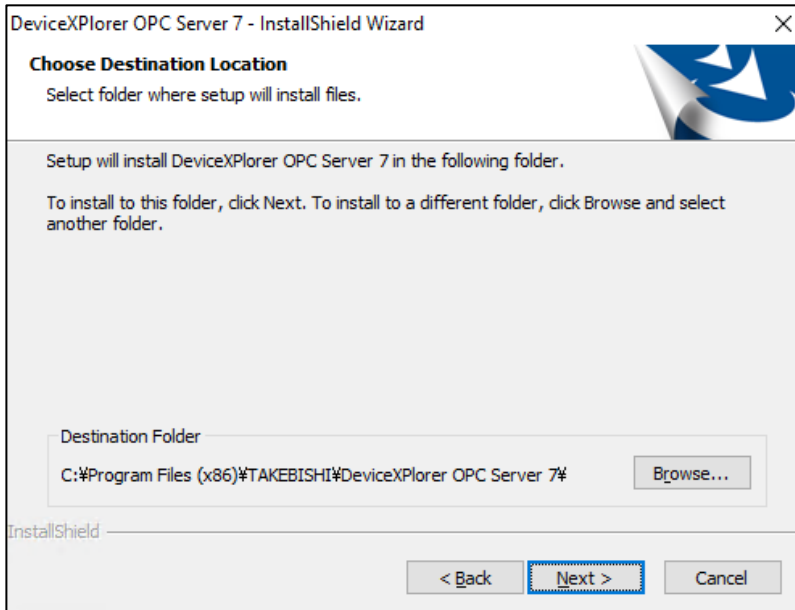 DeviceXPlorer OPC Server 7 - InstallShield Wizard
Choose Destination Location
Select folder where setup will install files.
Setup will install DeviceXPlorer OPC Server 7 in the following folder.
To install to this folder, click Next. To install to a different folder, click Browse and select
another folder.
Destination Folder
C:¥Program Files (x86)¥TAKEBISHI¥DeviceXPlorer OPC Server 7¥
Browse...
InstallShield
< Back
Next >
Cancel